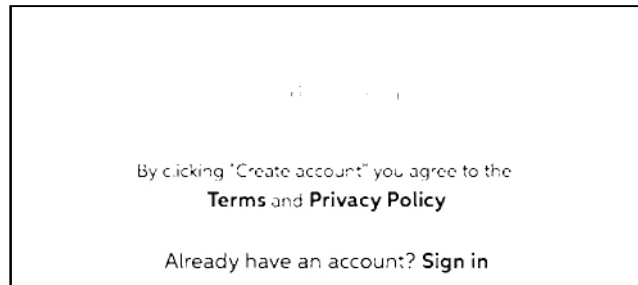 By clicking "Create account" you agree to the
Terms and Privacy Policy
Already have an account? Sign in